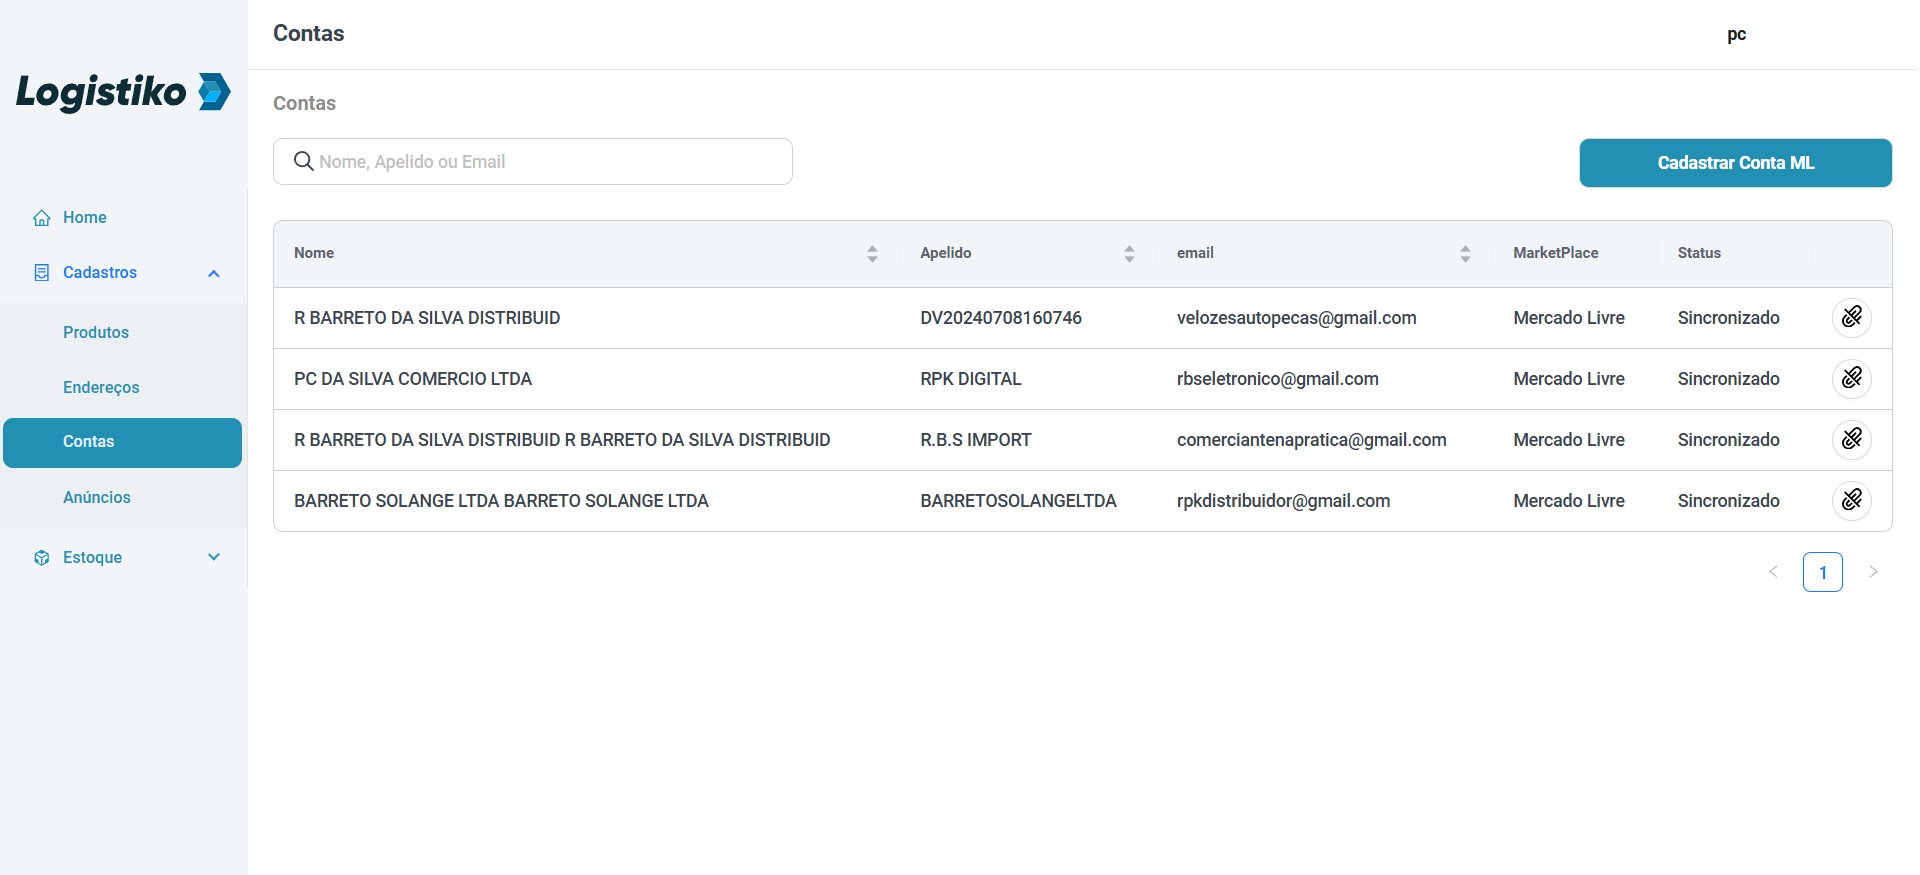 Logistiko
Home
Cadastros
Produtos
Endereços
Contas
Anúncios
Estoque
Contas
pc
Contas
Nome, Apelido ou Email
Cadastrar Conta ML
Nome Apelido email MarketPlace Status
R BARRETO DA SILVA DISTRIBUID DV20240708160746 velozesautopecas@gmail.com Mercado Livre Sincronizado
PC DA SILVA COMERCIO LTDA RPK DIGITAL rbseletronico@gmail.com Mercado Livre Sincronizado
R BARRETO DA SILVA DISTRIBUID R BARRETO DA SILVA DISTRIBUID R.B.S IMPORT comerciantenapratica@gmail.com Mercado Livre Sincronizado
BARRETO SOLANGE LTDA BARRETO SOLANGE LTDA BARRETOSOLANGELTDA rpkdistribuidor@gmail.com Mercado Livre Sincronizado
1